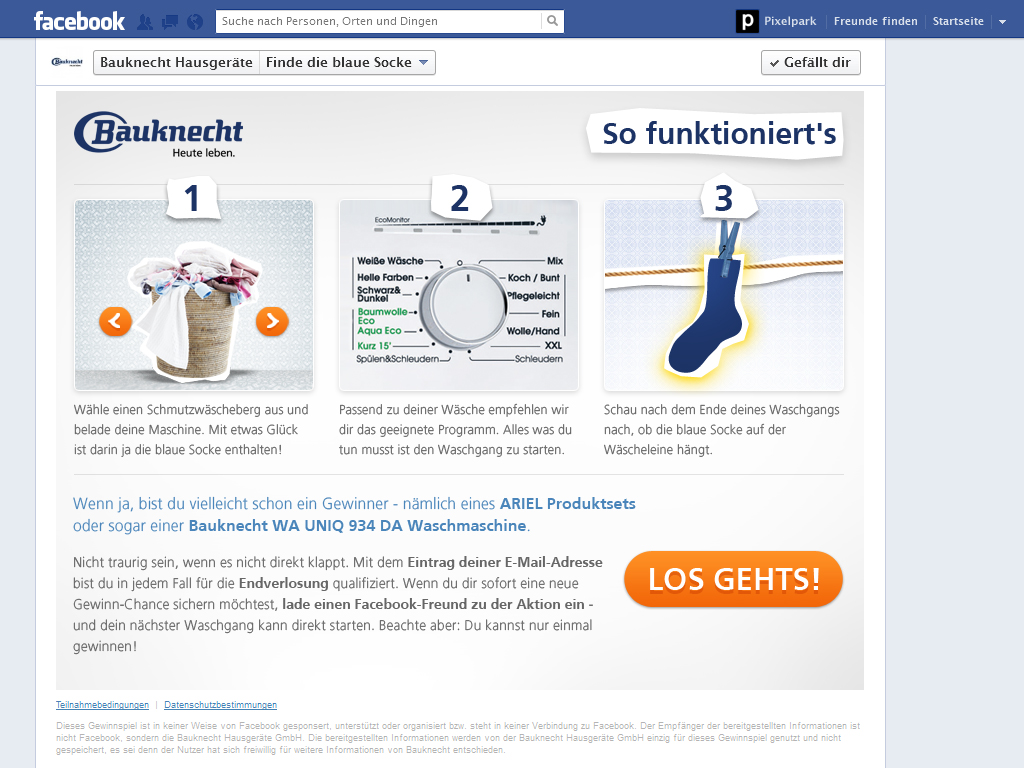 facebook
Suche nach Personen, Orten und Dingen
p Pixelpark
Freunde finden
Startseite
Bauknecht
Bauknecht Hausgeräte
Finde die blaue Socke
Gefällt dir
Bauknecht
Heute leben.
So funktioniert's
1
2
3
EcoMonitor
Weiße Wäsche
Helle Farben
Schwarz&
Dunkel
Baumwolle
Eco
Aqua Eco
Kurz 15'
Spülen&Schleudern
Mix
Koch / Bunt
Pflegeleicht
Fein
Wolle/Hand
XXL
Schleudern
Wähle einen Schmutzwäscheberg aus und
belade deine Maschine. Mit etwas Glück
ist darin ja die blaue Socke enthalten!
Passend zu deiner Wäsche empfehlen wir
dir das geeignete Programm. Alles was du
tun musst ist den Waschgang zu starten.
Schau nach dem Ende deines Waschgangs
nach, ob die blaue Socke auf der
Wäscheleine hängt.
Wenn ja, bist du vielleicht schon ein Gewinner - nämlich eines ARIEL Produktsets
oder sogar einer Bauknecht WA UNIQ 934 DA Waschmaschine.
Nicht traurig sein, wenn es nicht direkt klappt. Mit dem Eintrag deiner E-Mail-Adresse
bist du in jedem Fall für die Endverlosung qualifiziert. Wenn du dir sofort eine neue
Gewinn-Chance sichern möchtest, lade einen Facebook-Freund zu der Aktion ein -
und dein nächster Waschgang kann direkt starten. Beachte aber: Du kannst nur einmal
gewinnen!
LOS GEHTS!
Teilnahmebedingungen | Datenschutzbestimmungen
Dieses Gewinnspiel ist in keiner Weise von Facebook gesponsert, unterstützt oder organisiert bzw. steht in keiner Verbindung zu Facebook. Der Empfänger der bereitgestellten Informationen ist
nicht Facebook, sondern die Bauknecht Hausgeräte GmbH. Die bereitgestellten Informationen werden von der Bauknecht Hausgeräte GmbH einzig für dieses Gewinnspiel genutzt und nicht
gespeichert, es sei denn der Nutzer hat sich freiwillig für weitere Informationen von Bauknecht entschieden.